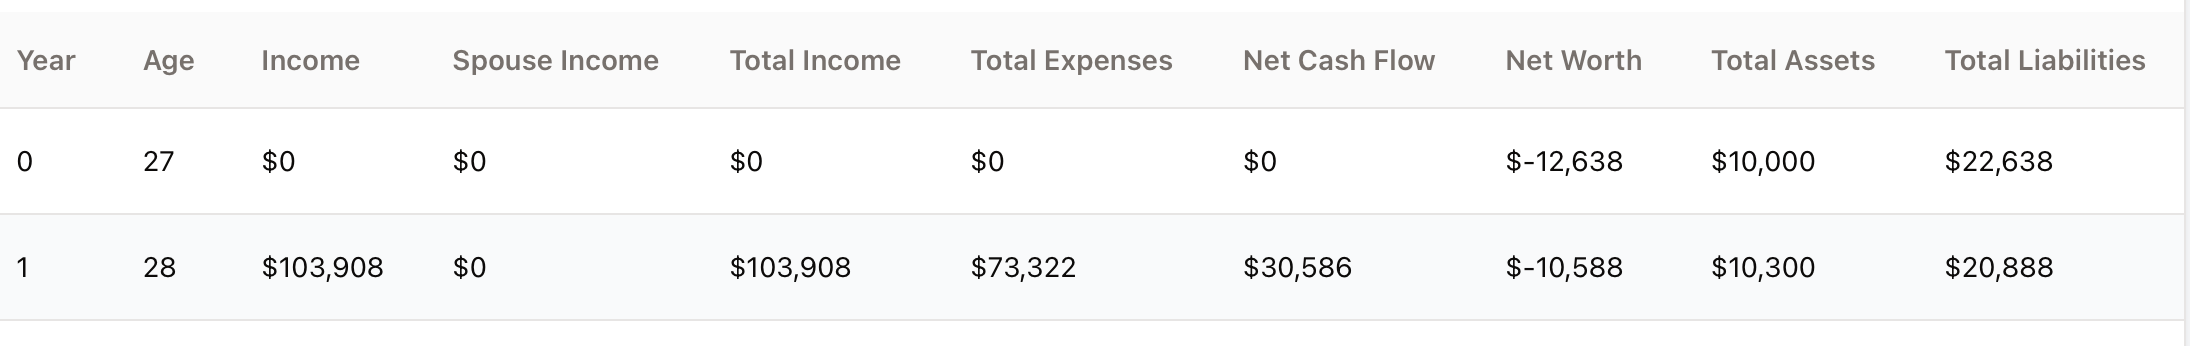 Year Age Income Spouse Income Total Income Total Expenses Net Cash Flow Net Worth Total Assets Total Liabilities
0 27 $0 $0 $0 $0 $0 $-12,638 $10,000 $22,638
1 28 $103,908 $0 $103,908 $73,322 $30,586 $-10,588 $10,300 $20,888